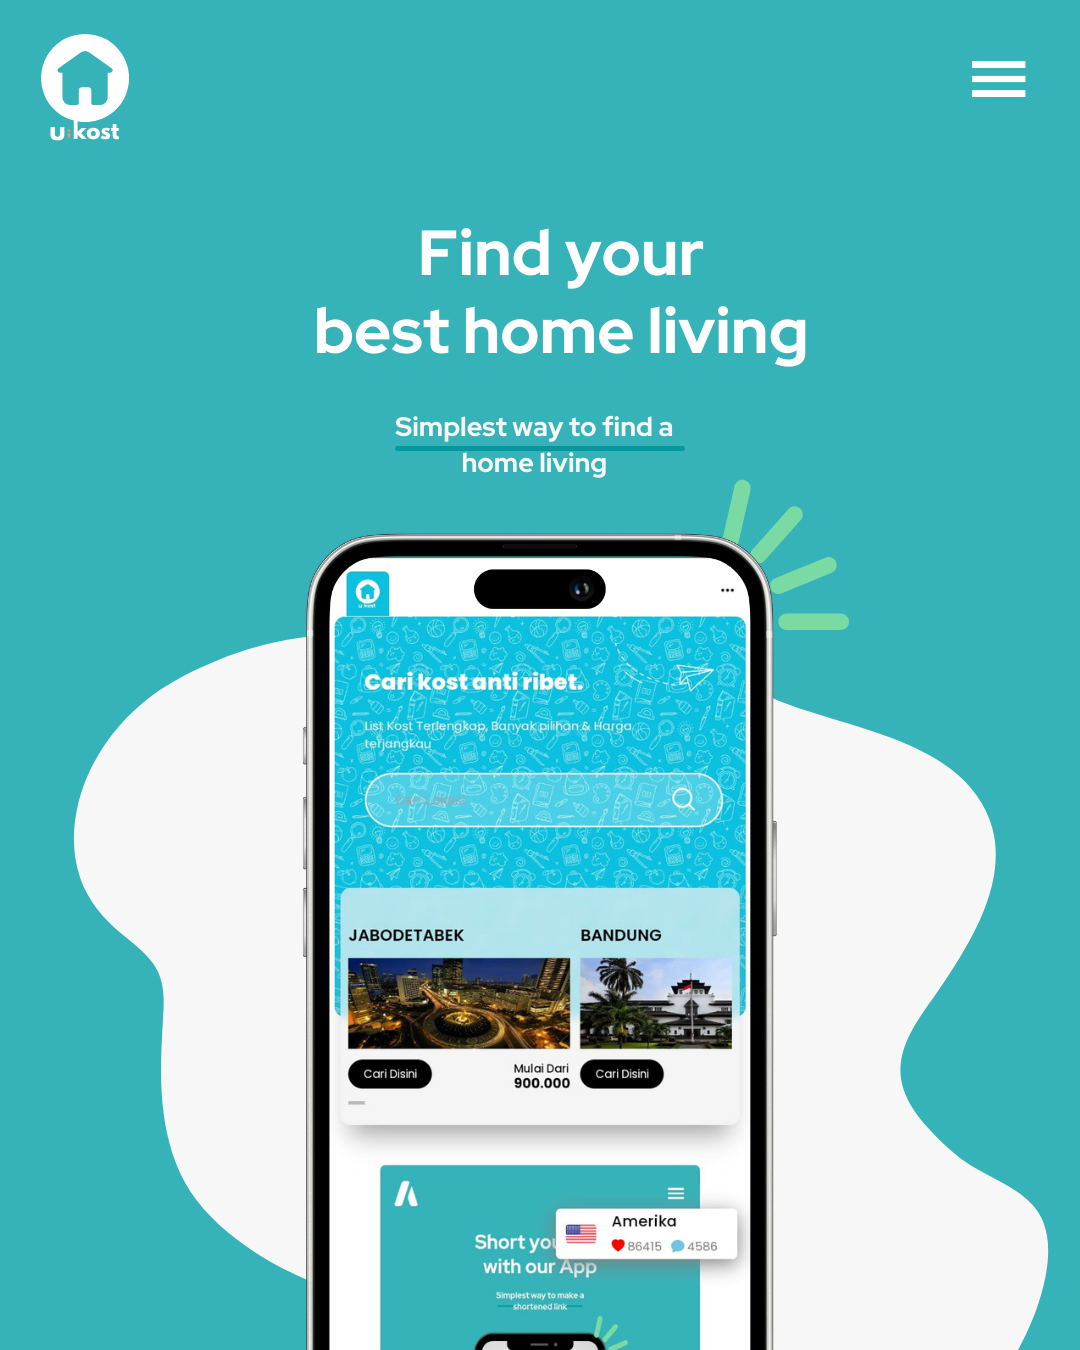 u:kost
Find your
best home living
Simplest way to find a
home living
u:kost
Cari kost anti ribet.
List Kost Terlengkap, Banyak pilihan & Harga
terjangkau
JABODETABEK
BANDUNG
Cari Disini
Mulai Dari
900.000
Cari Disini
Amerika
86415
4586
Short you
with our App
Simplest way to make a
shortened link